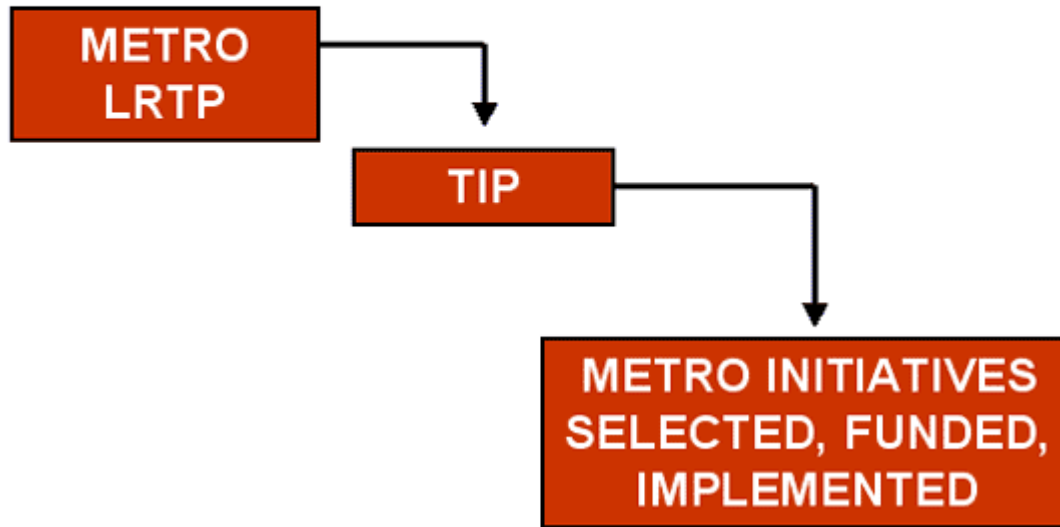 METRO
LRTP
TIP
METRO INITIATIVES
SELECTED, FUNDED,
IMPLEMENTED